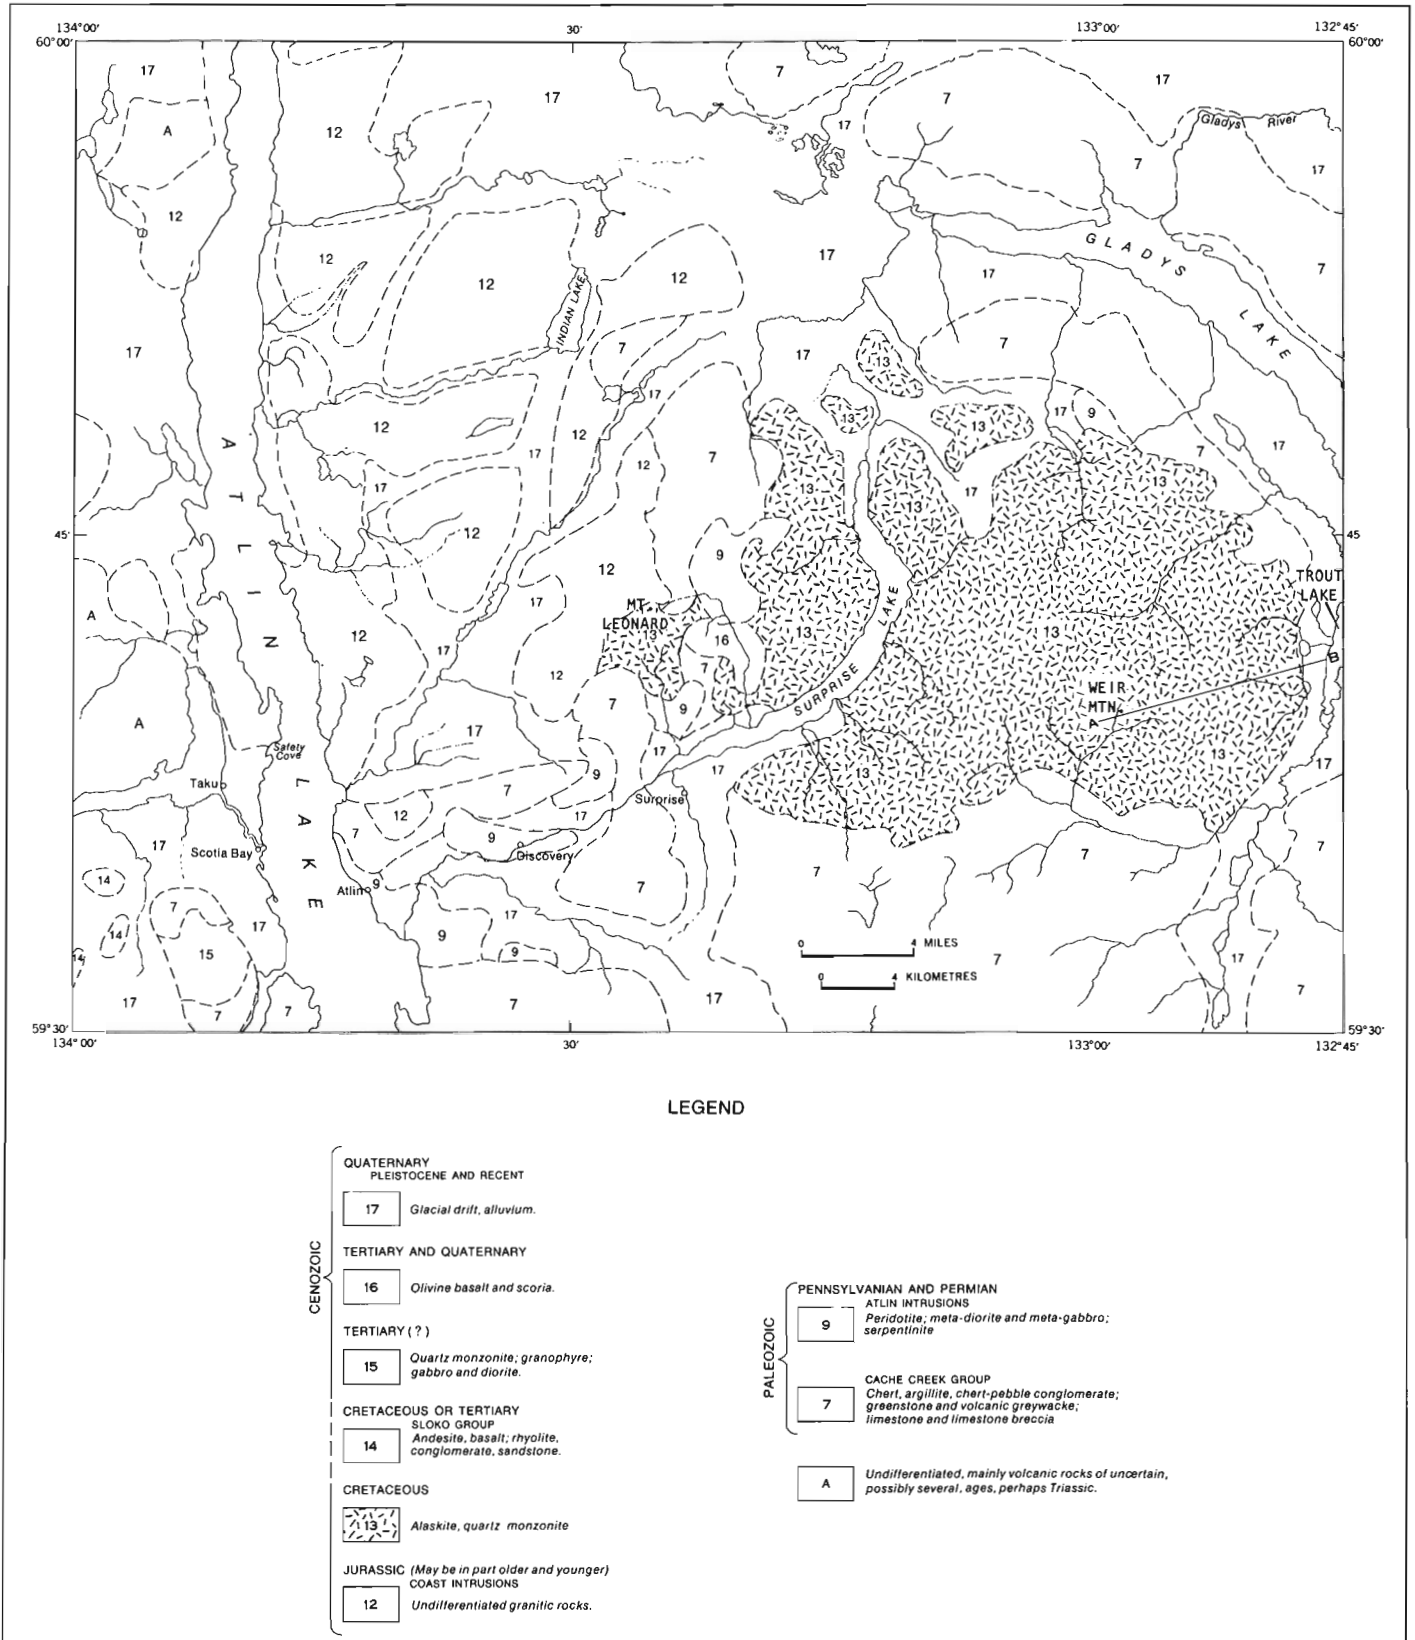 134°00'
30'
133°00'
132°45'
60°00'
60°00'
17
7
17
17
7
A
12
17
Gladys River
7
17
12
12
17
GLADYS LAKE
12
12
17
7
INDIAN LAKE
17
7
17
13
7
17
13
17
9
12
13
12
17
12
7
7
17
ATLIN LAKE
17
13
13
17
13
45'
12
9
45
12
TROUT
LAKE
17
MT.
LEONARD
13
A
12
17
16
13
SURPRISE LAKE
13
B
7
12
WEIR
MTN.
A
7
9
A
17
Safety
Cove
17
13
13
9
17
17
Taku
7
Surprise
12
17
7
9
17
Scotia Bay
Discovery
7
7
7
14
Atlin
9
7
7
17
14
17
9
0 4 MILES
15
9
7
17
14
0 4 KILOMETRES
17
7
7
7
17
7
59°30'
59°30'
134°00'
30'
133°00'
132°45'
LEGEND
CENOZOIC
QUATERNARY
PLEISTOCENE AND RECENT
17 Glacial drift, alluvium.
TERTIARY AND QUATERNARY
16 Olivine basalt and scoria.
TERTIARY (?)
15 Quartz monzonite; granophyre;
gabbro and diorite.
CRETACEOUS OR TERTIARY
SLOKO GROUP
14 Andesite, basalt; rhyolite,
conglomerate, sandstone.
CRETACEOUS
13 Alaskite, quartz monzonite
JURASSIC (May be in part older and younger)
COAST INTRUSIONS
12 Undifferentiated granitic rocks.
PALEOZOIC
PENNSYLVANIAN AND PERMIAN
ATLIN INTRUSIONS
9 Peridotite; meta-diorite and meta-gabbro;
serpentinite
CACHE CREEK GROUP
7 Chert, argillite, chert-pebble conglomerate;
greenstone and volcanic greywacke;
limestone and limestone breccia
A Undifferentiated, mainly volcanic rocks of uncertain,
possibly several, ages, perhaps Triassic.